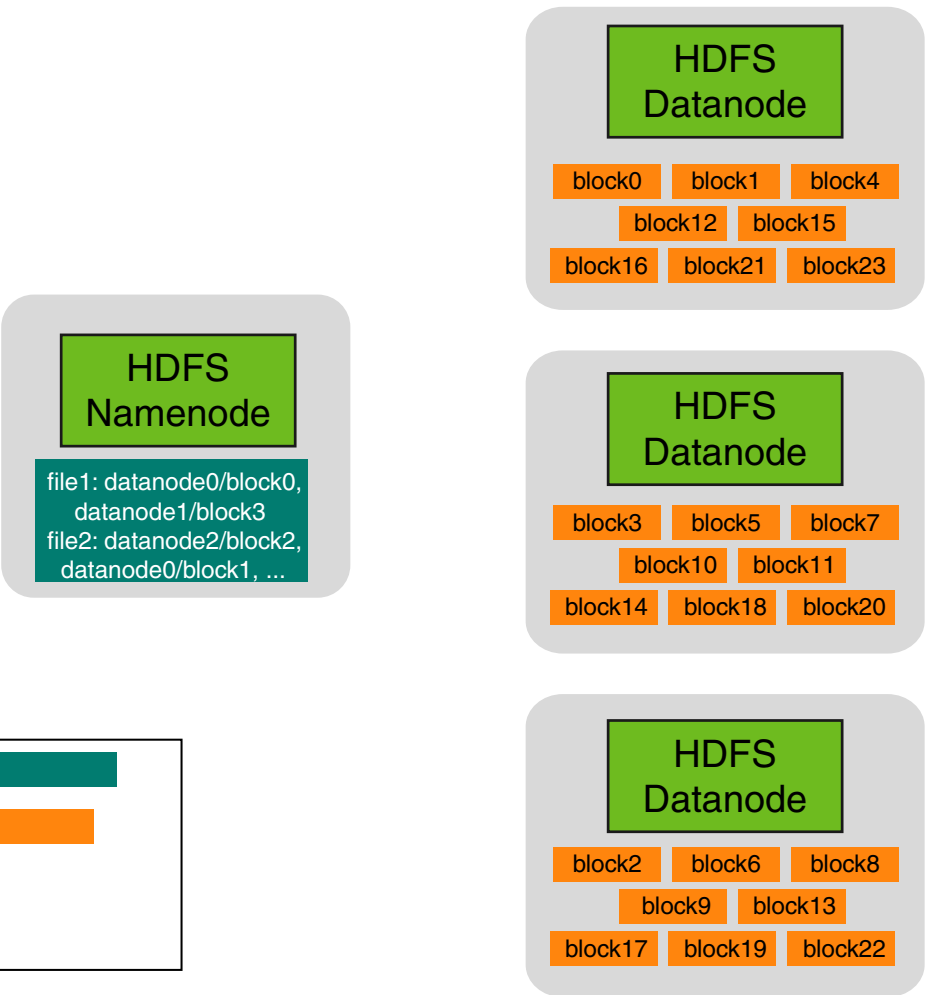 HDFS
Datanode
block0 block1 block4
block12 block15
block16 block21 block23
HDFS
Namenode
file1: datanode0/block0,
datanode1/block3
file2: datanode2/block2,
datanode0/block1, ...
HDFS
Datanode
block3 block5 block7
block10 block11
block14 block18 block20
HDFS
Datanode
block2 block6 block8
block9 block13
block17 block19 block22